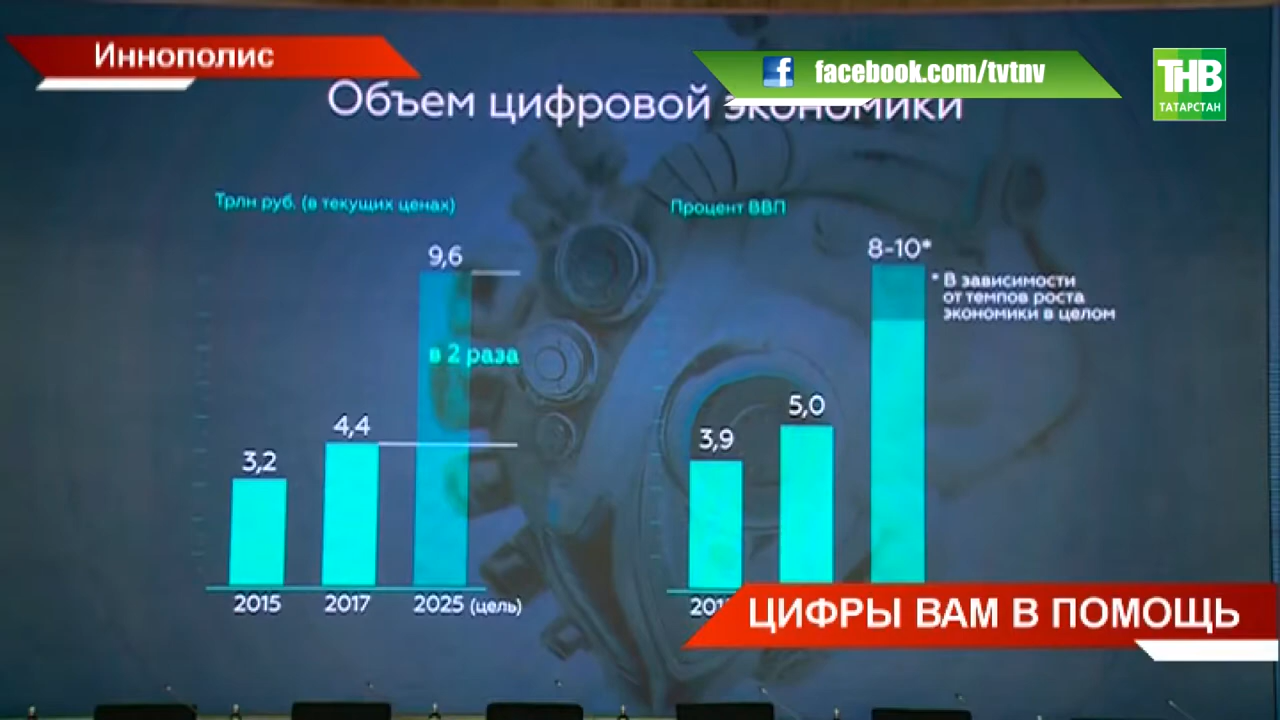 Иннополис
facebook.com/tvtnv
ТНВ
ТАТАРСТАН
Объем цифровой экономики
Трлн руб. (в текущих ценах)
9,6
в 2 раза
4,4
3,2
2015 2017 2025 (цель)
Процент ВВП
8-10*
* В зависимости
от темпов роста
экономики в целом
5,0
3,9
ЦИФРЫ ВАМ В ПОМОЩЬ